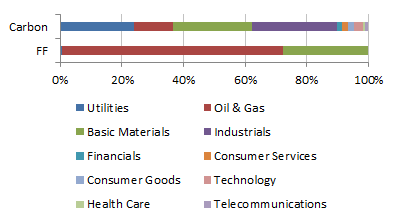 Carbon
FF
0% 20% 40% 60% 80% 100%
Utilities Oil & Gas
Basic Materials Industrials
Financials Consumer Services
Consumer Goods Technology
Health Care Telecommunications